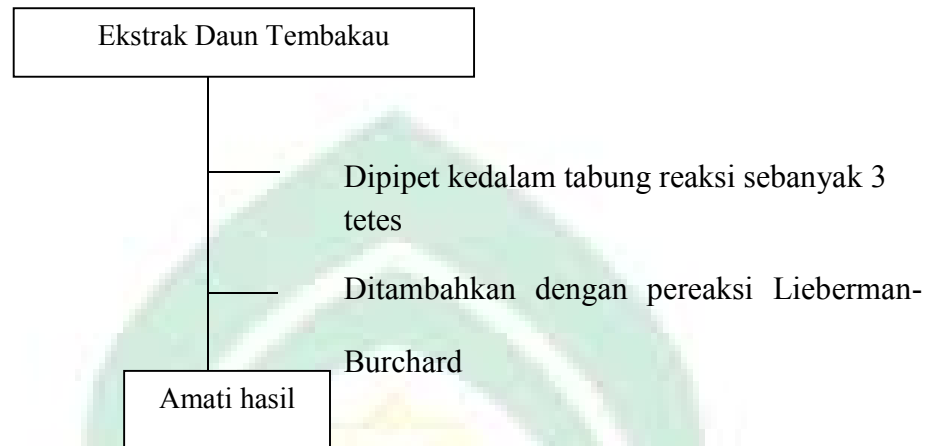 Ekstrak Daun Tembakau
Dipipet kedalam tabung reaksi sebanyak 3
tetes
Ditambahkan dengan pereaksi Lieberman-
Burchard
Amati hasil